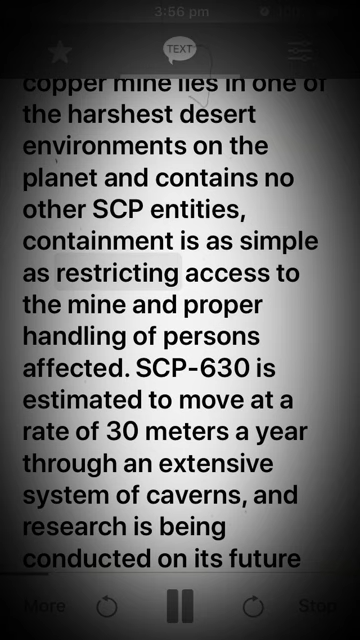 3:56 pm
TEXT
copper mine lies in one of
the harshest desert
environments on the
planet and contains no
other SCP entities,
containment is as simple
as restricting access to
the mine and proper
handling of persons
affected. SCP-630 is
estimated to move at a
rate of 30 meters a year
through an extensive
system of caverns, and
research is being
conducted on its future
More
Stop